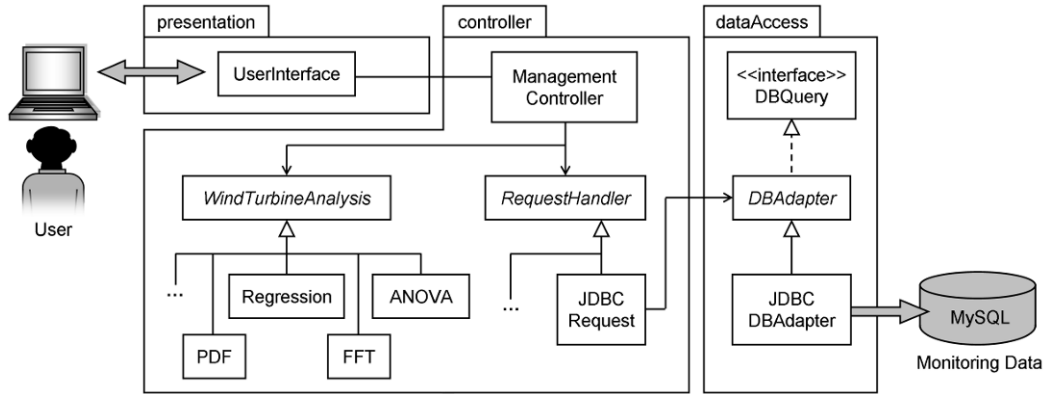 presentation
controller
dataAccess
UserInterface
Management
Controller
<<interface>>
DBQuery
WindTurbineAnalysis
RequestHandler
DBAdapter
User
...
Regression
ANOVA
...
JDBC
Request
JDBC
DBAdapter
MySQL
PDF
FFT
Monitoring Data